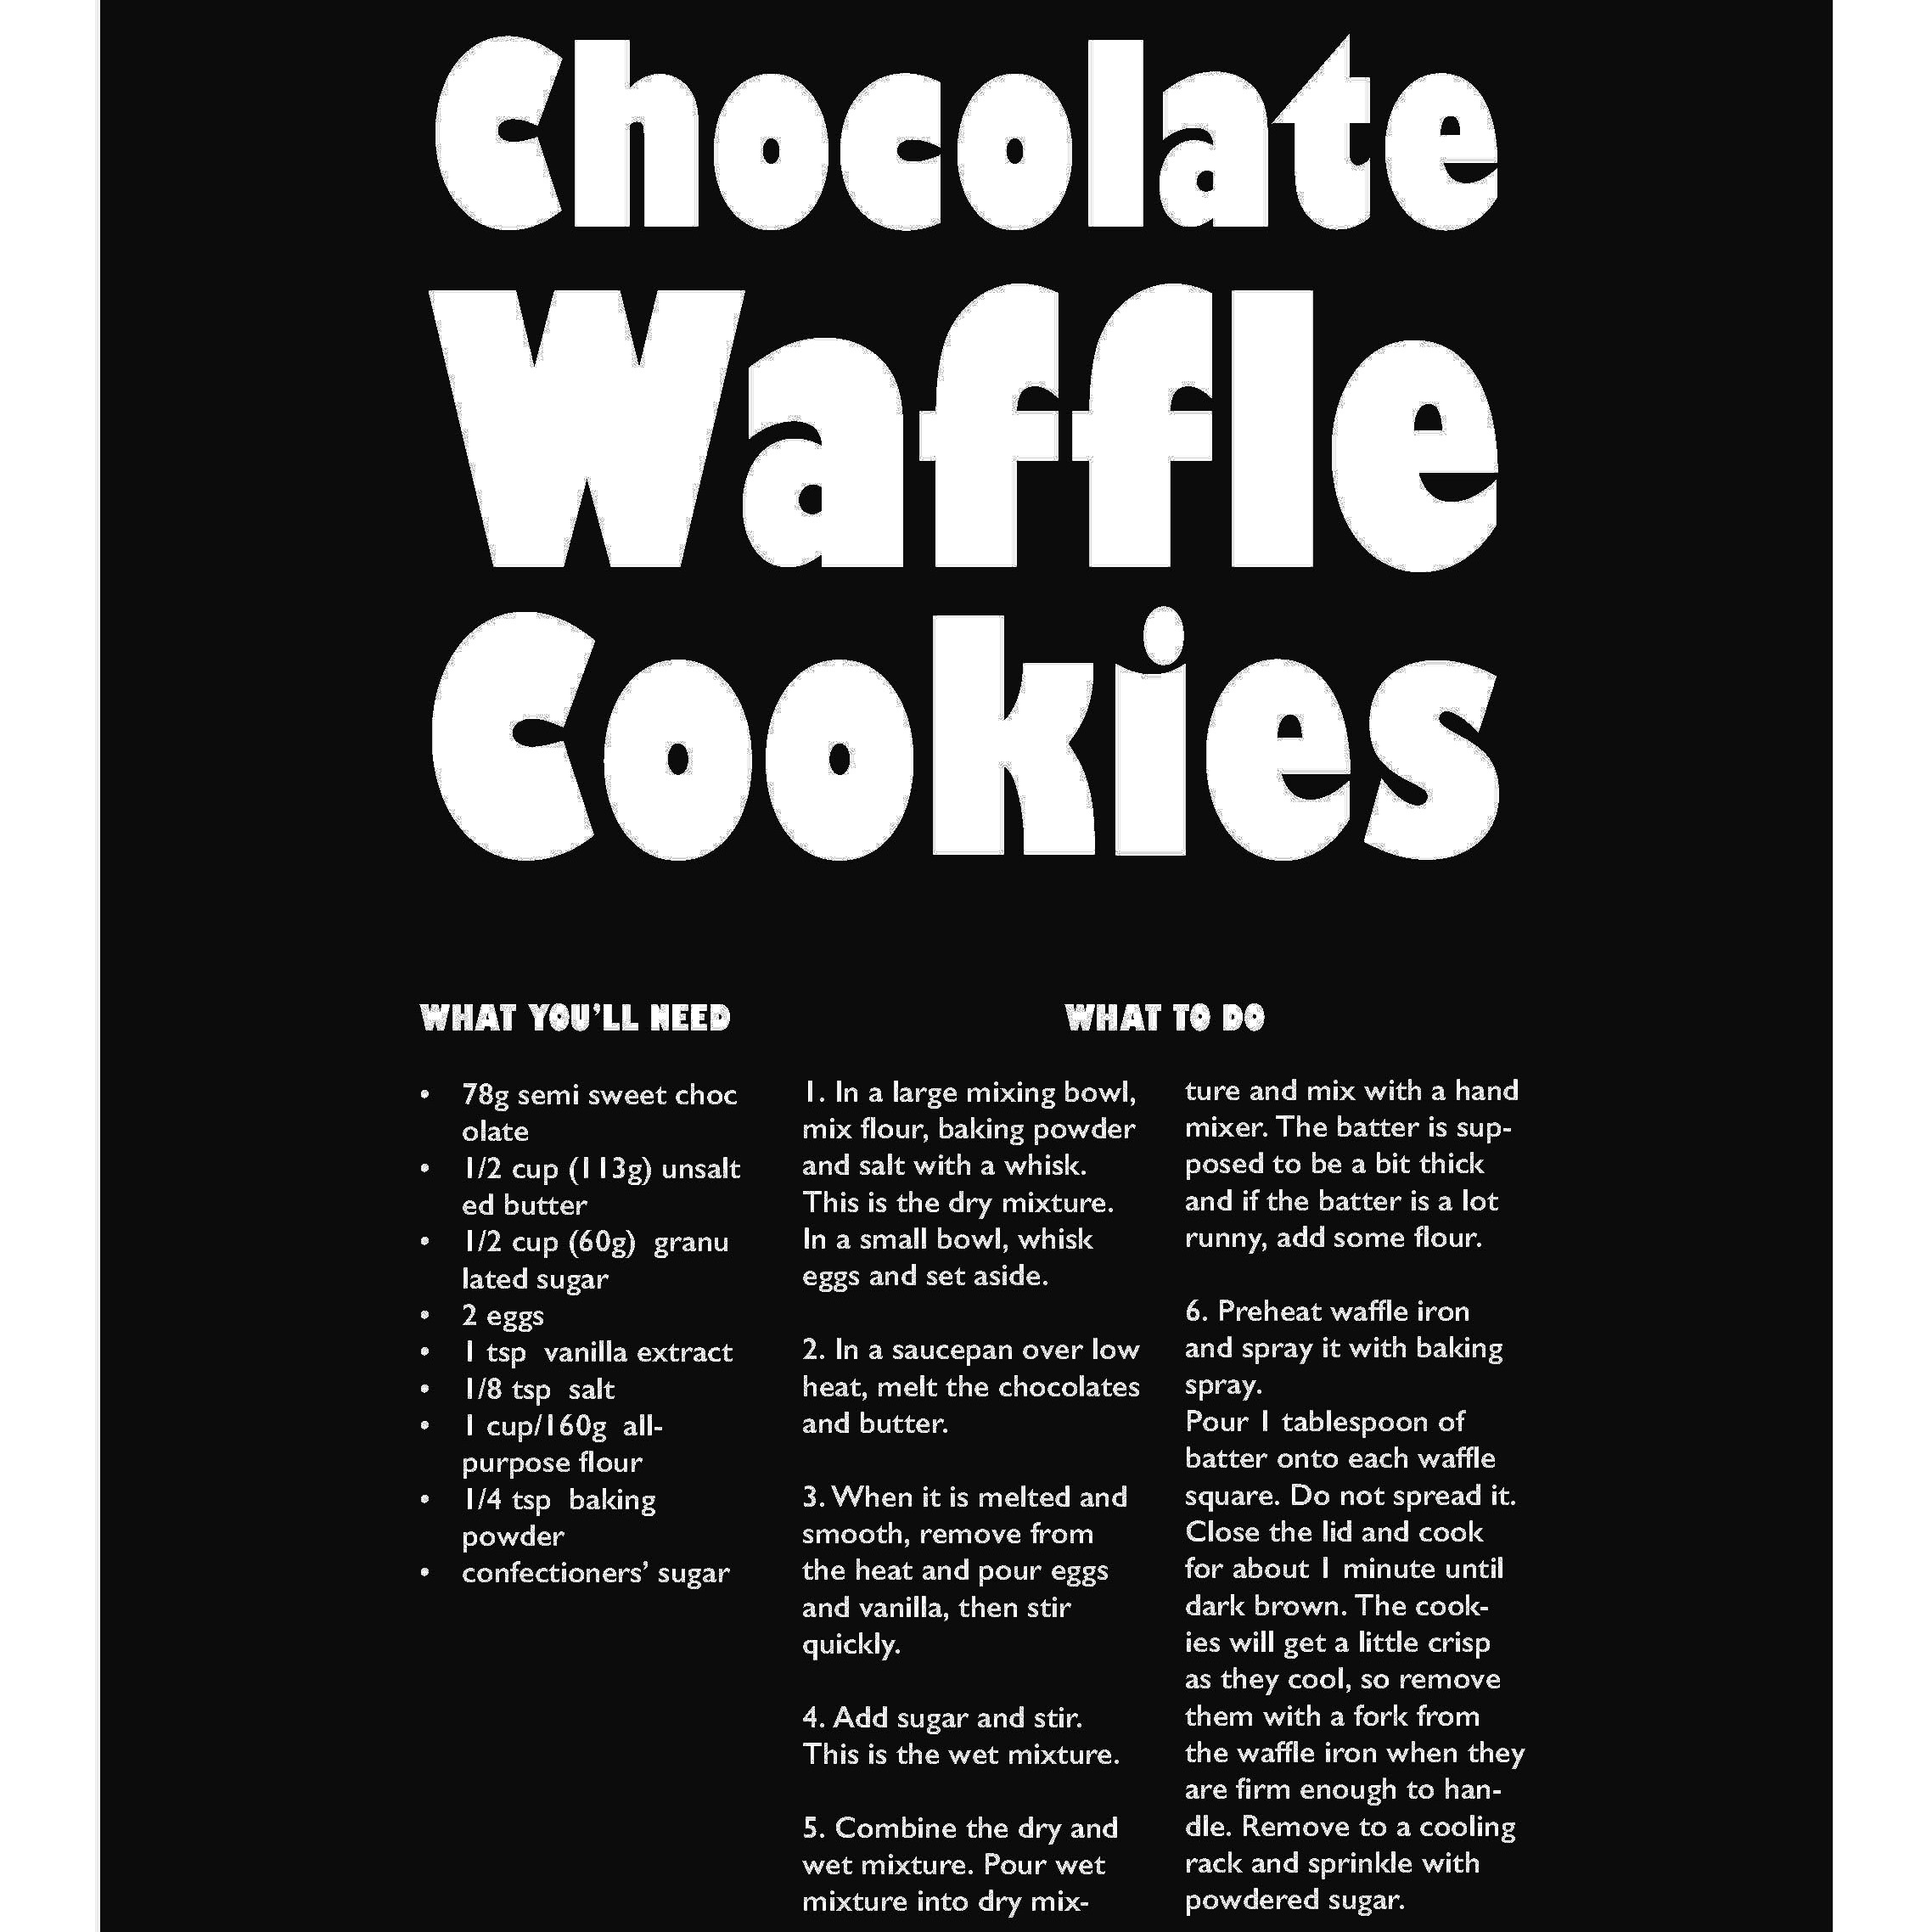 Chocolate
Waffle
Cookies
WHAT YOU'LL NEED
• 78g semi sweet choc
olate
• 1/2 cup (113g) unsalt
ed butter
• 1/2 cup (60g)  granu
lated sugar
• 2 eggs
• 1 tsp  vanilla extract
• 1/8 tsp  salt
• 1 cup/160g  all-
purpose flour
• 1/4 tsp  baking
powder
• confectioners’ sugar
WHAT TO DO
1. In a large mixing bowl,
mix flour, baking powder
and salt with a whisk.
This is the dry mixture.
In a small bowl, whisk
eggs and set aside.
2. In a saucepan over low
heat, melt the chocolates
and butter.
3. When it is melted and
smooth, remove from
the heat and pour eggs
and vanilla, then stir
quickly.
4. Add sugar and stir.
This is the wet mixture.
5. Combine the dry and
wet mixture. Pour wet
mixture into dry mix-
ture and mix with a hand
mixer. The batter is sup-
posed to be a bit thick
and if the batter is a lot
runny, add some flour.
6. Preheat waffle iron
and spray it with baking
spray.
Pour 1 tablespoon of
batter onto each waffle
square. Do not spread it.
Close the lid and cook
for about 1 minute until
dark brown. The cook-
ies will get a little crisp
as they cool, so remove
them with a fork from
the waffle iron when they
are firm enough to han-
dle. Remove to a cooling
rack and sprinkle with
powdered sugar.